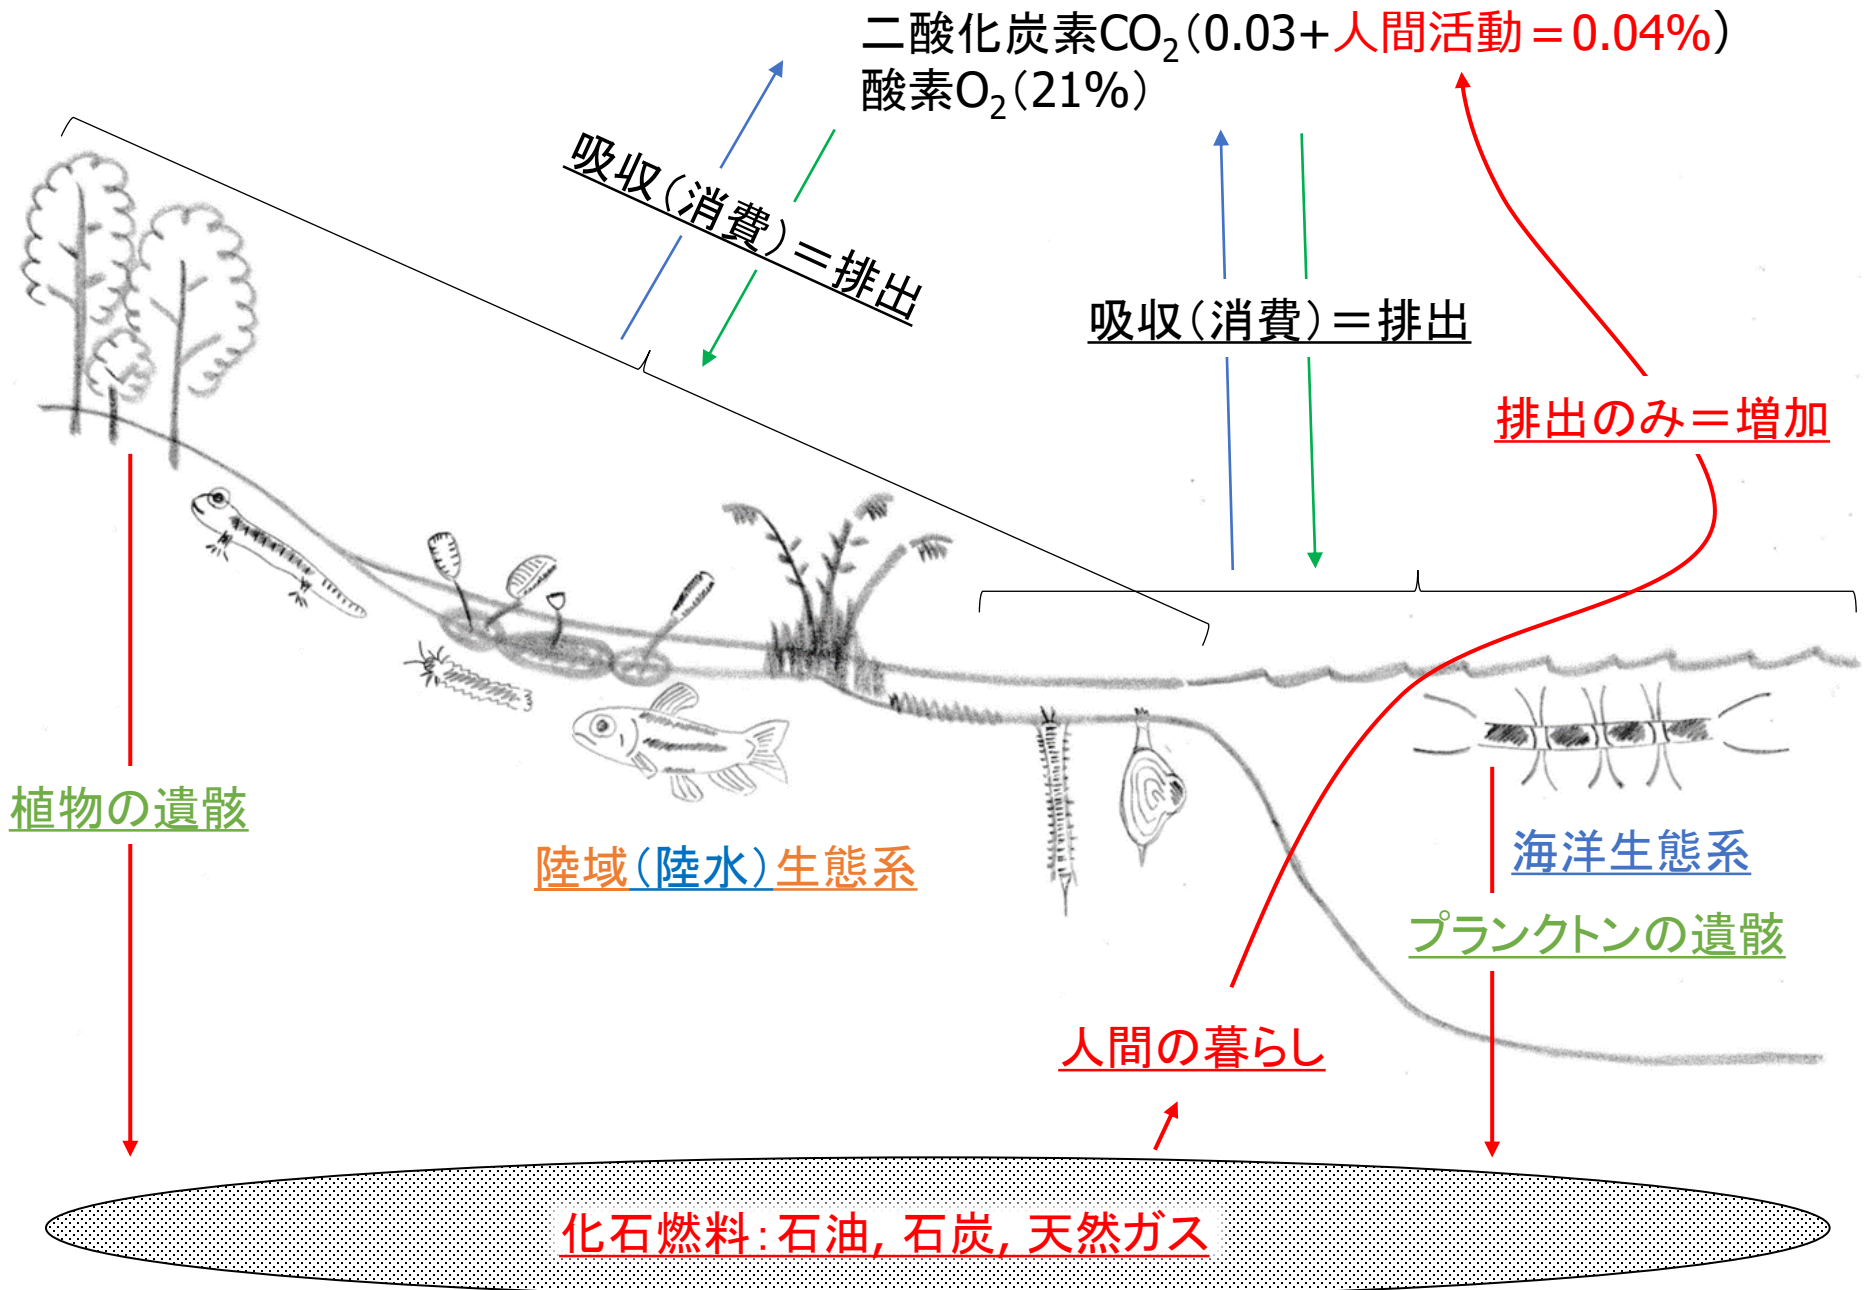 二酸化炭素CO₂(0.03+人間活動=0.04%)
酸素O₂(21%)
吸収(消費)=排出
吸収(消費)=排出
排出のみ=増加
植物の遺骸
陸域(陸水)生態系
海洋生態系
プランクトンの遺骸
人間の暮らし
化石燃料:石油, 石炭, 天然ガス